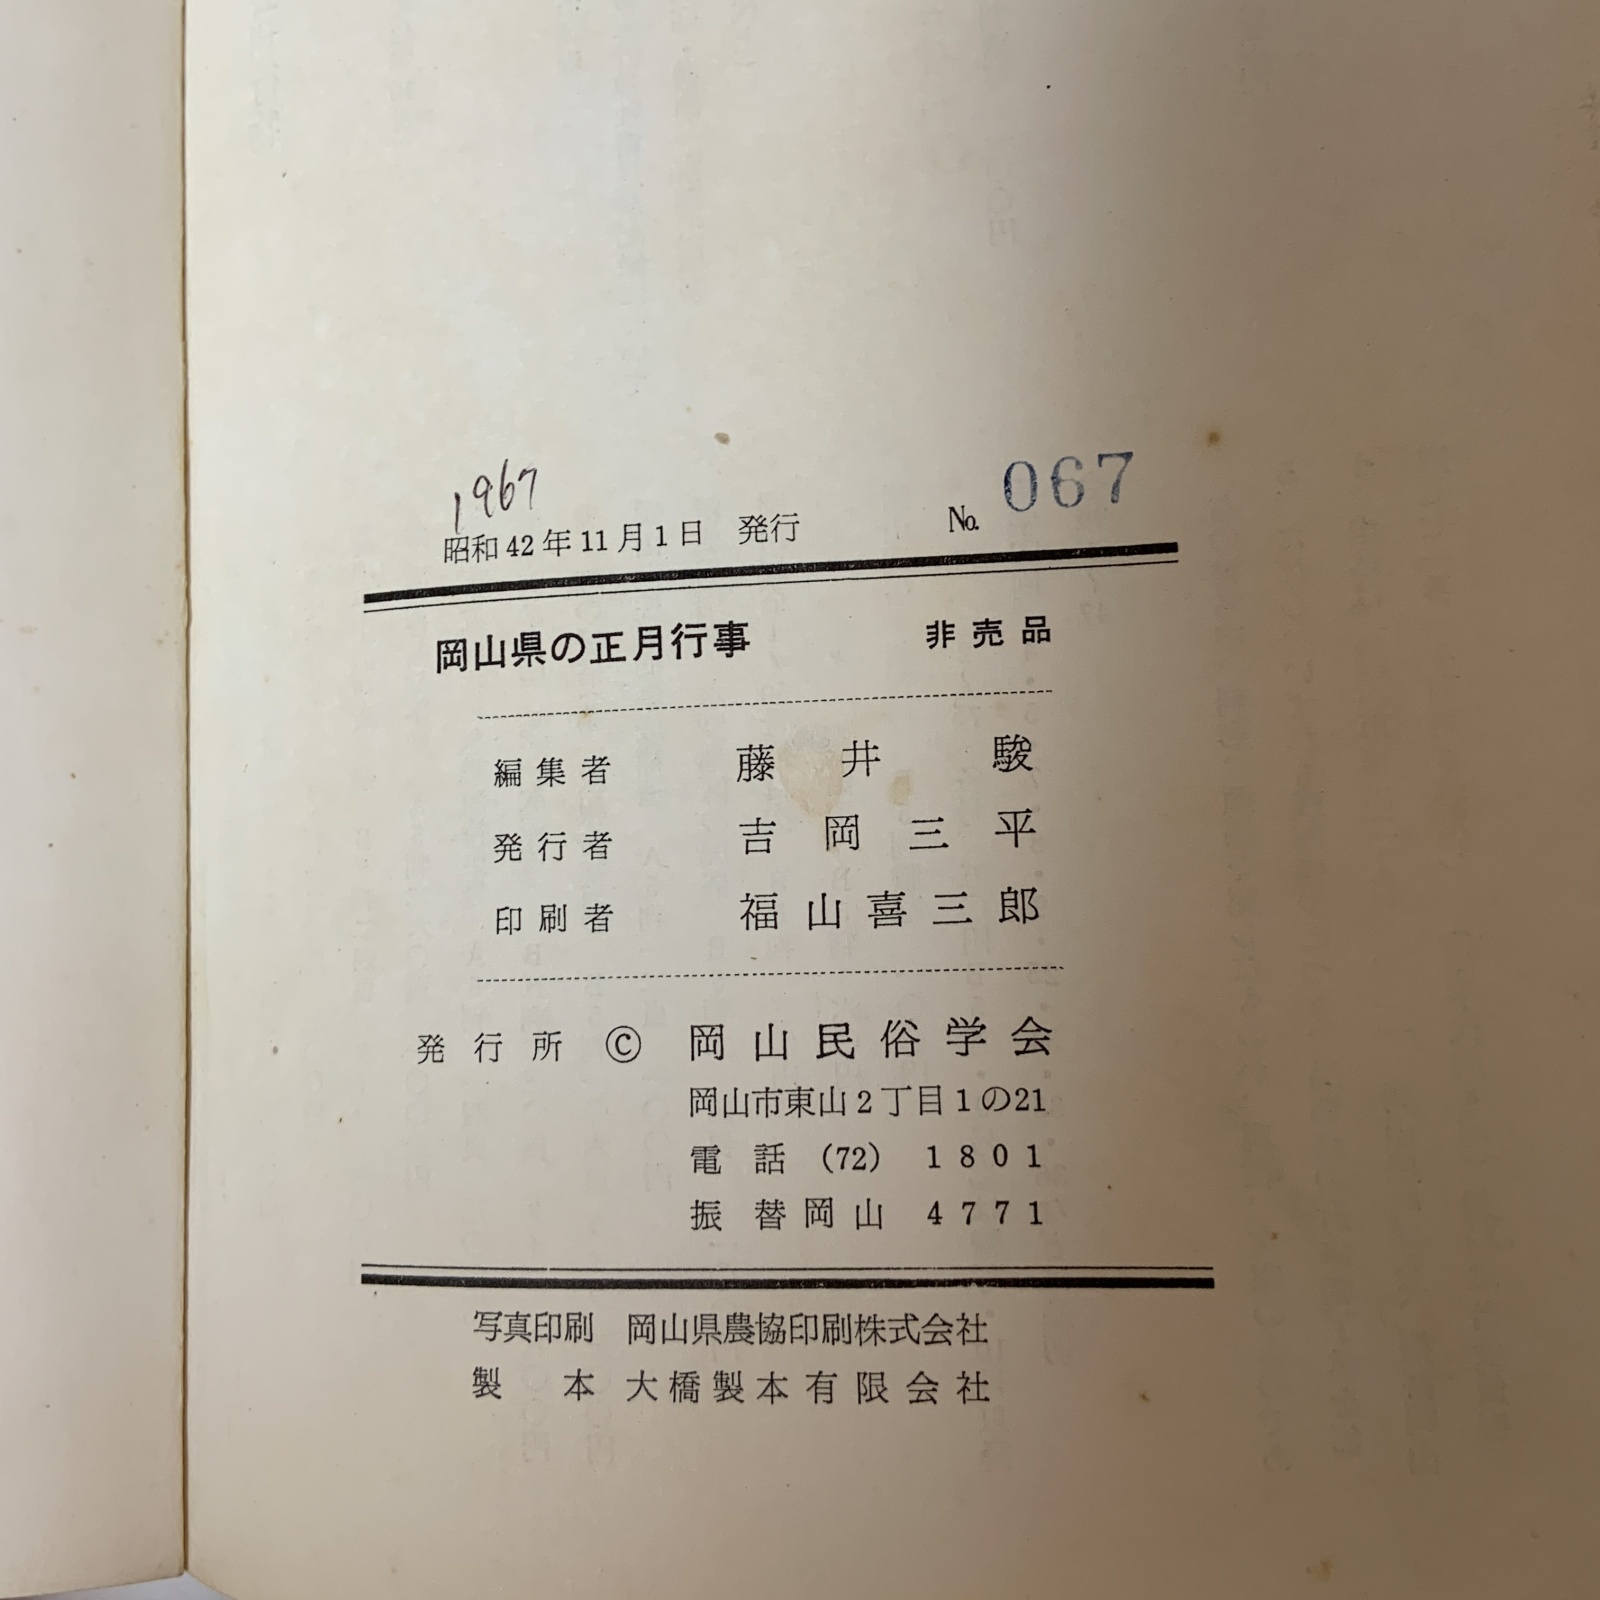 1967
昭和42年11月1日 発行 No. 067
岡山県の正月行事 非売品
編集者 藤井 駿
発行者 吉岡三平
印刷者 福山喜三郎
発行所 © 岡山民俗学会
岡山市東山2丁目1の21
電話 (72) 1801
振替岡山 4771
写真印刷 岡山県農協印刷株式会社
製本 大橋製本有限会社